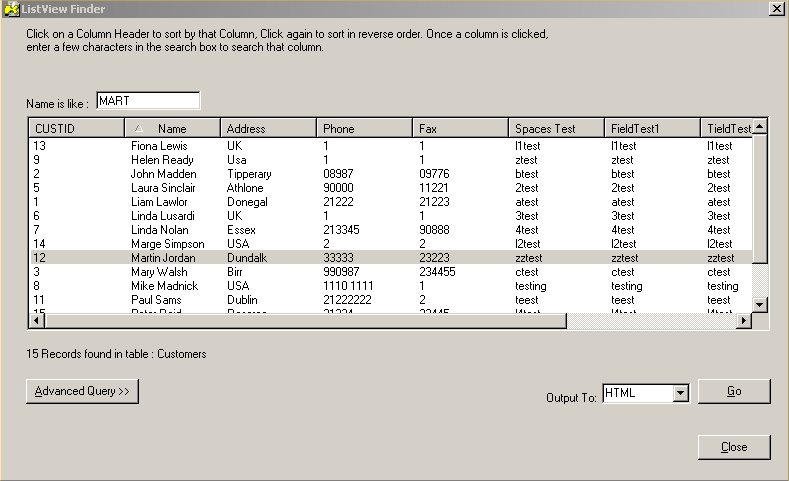 ListView Finder
Click on a Column Header to sort by that Column, Click again to sort in reverse order. Once a column is clicked,
enter a few characters in the search box to search that column.
Name is like : MART
CUSTID Name Address Phone Fax Spaces Test FieldTest1 TieldTest
13 Fiona Lewis UK 1 1 l1test l1test l1test
9 Helen Ready Usa 1 1 ztest ztest ztest
2 John Madden Tipperary 08987 09776 btest btest btest
5 Laura Sinclair Athlone 90000 11221 2test 2test 2test
1 Liam Lawlor Donegal 21222 21223 atest atest atest
6 Linda Lusardi UK 1 1 3test 3test 3test
7 Linda Nolan Essex 213345 90888 4test 4test 4test
14 Marge Simpson USA 2 2 l2test l2test l2test
12 Martin Jordan Dundalk 33333 23223 zztest zztest zztest
3 Mary Walsh Birr 990987 234455 ctest ctest ctest
8 Mike Madnick USA 1110 1111 1 testing testing testing
11 Paul Sams Dublin 21222222 2 teest teest teest
15 Peter Reid 21224 22445 l4test l4test l4test
15 Records found in table : Customers
Advanced Query >>
Output To: HTML Go
Close